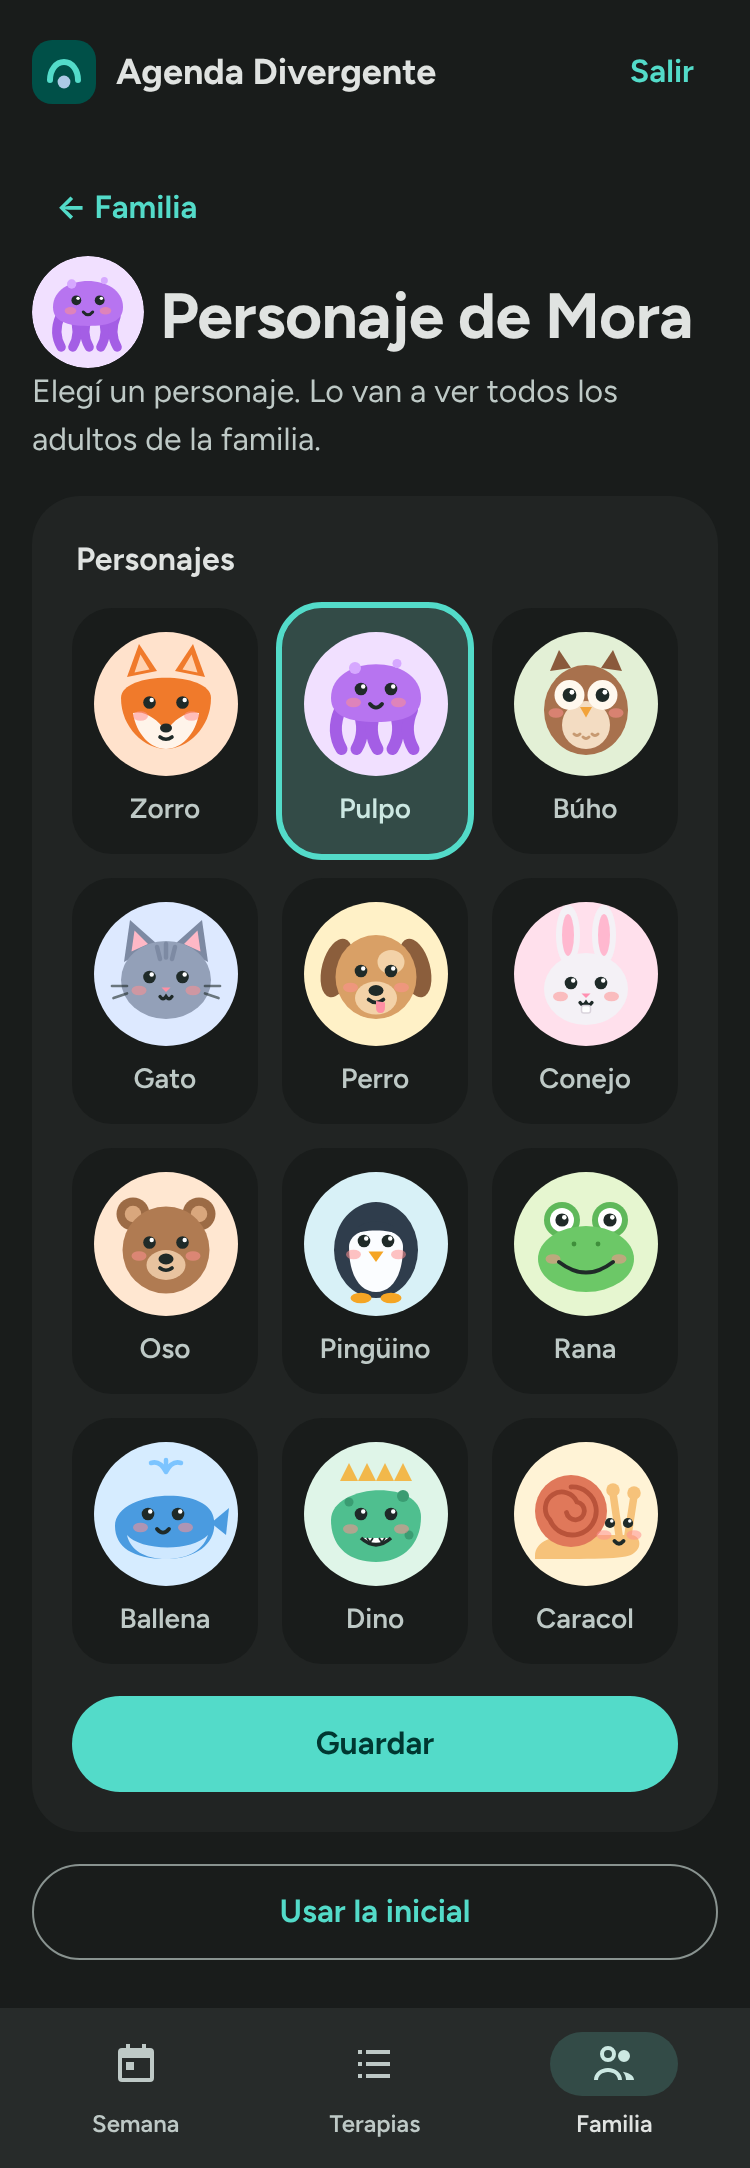 Agenda Divergente
Salir
← Familia
Personaje de Mora
Elegí un personaje. Lo van a ver todos los
adultos de la familia.
Personajes
Zorro
Pulpo
Búho
Gato
Perro
Conejo
Oso
Pingüino
Rana
Ballena
Dino
Caracol
Guardar
Usar la inicial
Semana
Terapias
Familia